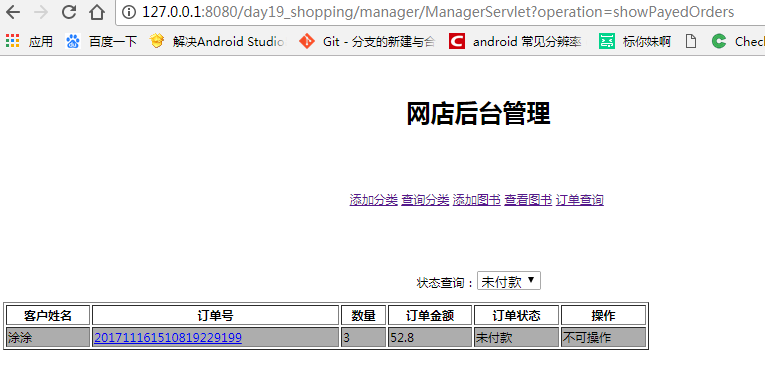 127.0.0.1:8080/day19_shopping/manager/ManagerServlet?operation=showPayedOrders
应用 百度一下 解决Android Studio Git - 分支的新建与合 android 常见分辨率 标你妹啊 Chec
网店后台管理
添加分类 查询分类 添加图书 查看图书 订单查询
状态查询：未付款
客户姓名 订单号 数量 订单金额 订单状态 操作
涂涂 201711161510819229199 3 52.8 未付款 不可操作